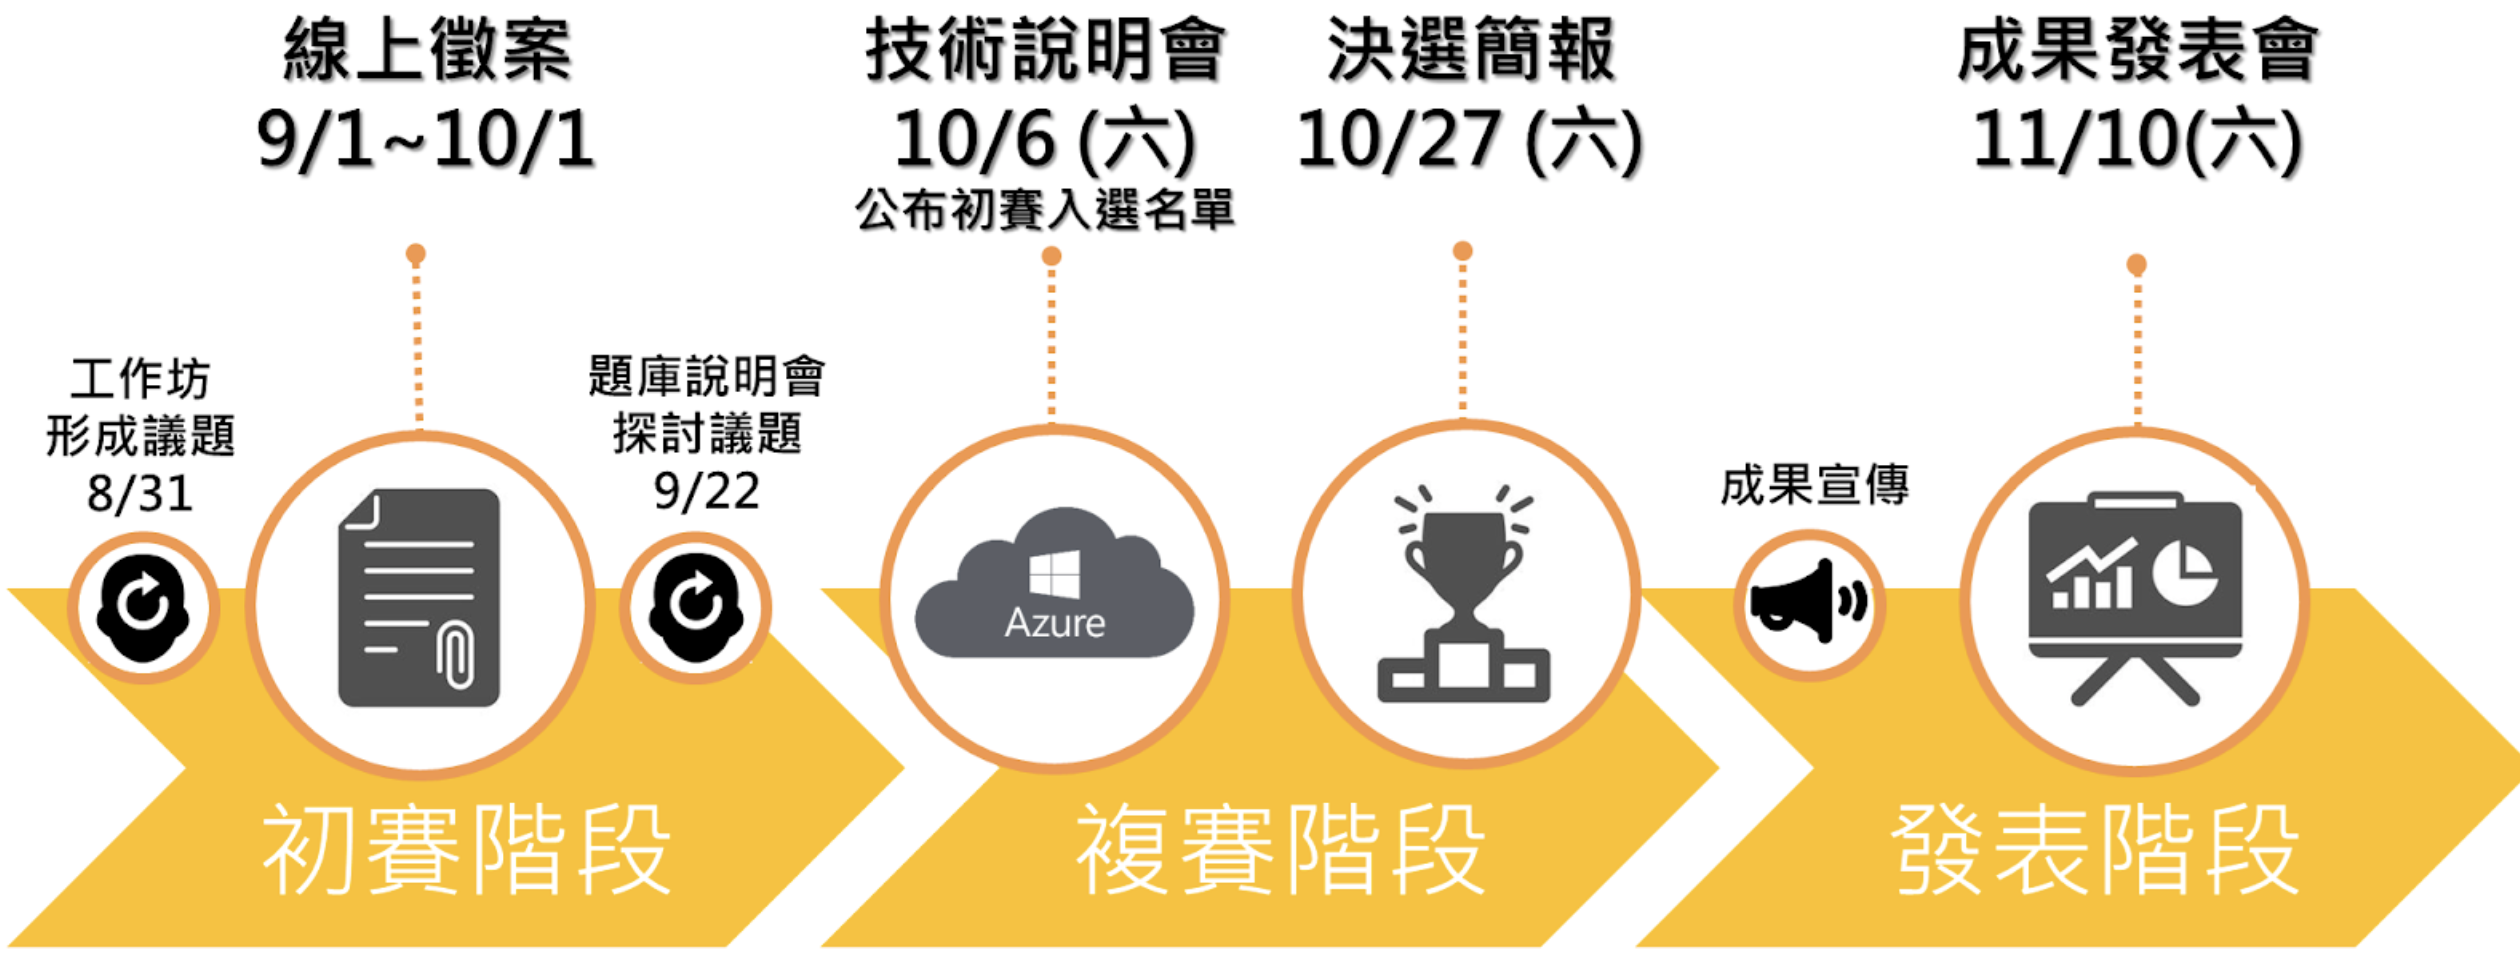 線上徵案
9/1~10/1
技術說明會
10/6 (六)
公布初賽入選名單
決選簡報
10/27 (六)
成果發表會
11/10(六)
工作坊
形成議題
8/31
題庫說明會
探討議題
9/22
Azure
成果宣傳
初賽階段
複賽階段
發表階段